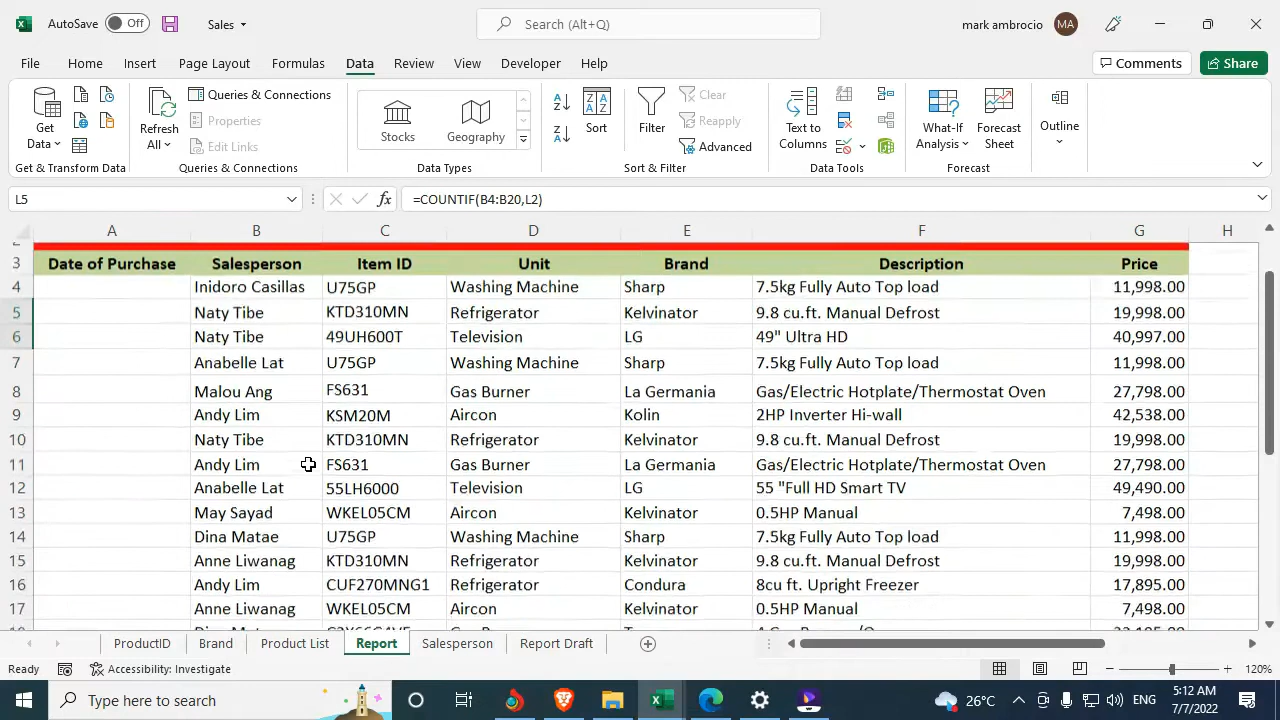 AutoSave Off Sales Search (Alt+Q) mark ambrocio MA
File Home Insert Page Layout Formulas Data Review View Developer Help Comments Share
Get Data
Refresh All
Queries & Connections
Properties
Edit Links
Stocks Geography
Sort
Filter
Clear
Reapply
Advanced
Text to Columns
What-If Analysis
Forecast Sheet
Outline
Get & Transform Data Queries & Connections Data Types Sort & Filter Data Tools Forecast
L5 fx =COUNTIF(B4:B20,L2)
A B C D E F G H
3 Date of Purchase Salesperson Item ID Unit Brand Description Price
4 Inidoro Casillas U75GP Washing Machine Sharp 7.5kg Fully Auto Top load 11,998.00
5 Naty Tibe KTD310MN Refrigerator Kelvinator 9.8 cu.ft. Manual Defrost 19,998.00
6 Naty Tibe 49UH600T Television LG 49" Ultra HD 40,997.00
7 Anabelle Lat U75GP Washing Machine Sharp 7.5kg Fully Auto Top load 11,998.00
8 Malou Ang FS631 Gas Burner La Germania Gas/Electric Hotplate/Thermostat Oven 27,798.00
9 Andy Lim KSM20M Aircon Kolin 2HP Inverter Hi-wall 42,538.00
10 Naty Tibe KTD310MN Refrigerator Kelvinator 9.8 cu.ft. Manual Defrost 19,998.00
11 Andy Lim FS631 Gas Burner La Germania Gas/Electric Hotplate/Thermostat Oven 27,798.00
12 Anabelle Lat 55LH6000 Television LG 55 "Full HD Smart TV 49,490.00
13 May Sayad WKEL05CM Aircon Kelvinator 0.5HP Manual 7,498.00
14 Dina Matae U75GP Washing Machine Sharp 7.5kg Fully Auto Top load 11,998.00
15 Anne Liwanag KTD310MN Refrigerator Kelvinator 9.8 cu.ft. Manual Defrost 19,998.00
16 Andy Lim CUF270MNG1 Refrigerator Condura 8cu ft. Upright Freezer 17,895.00
17 Anne Liwanag WKEL05CM Aircon Kelvinator 0.5HP Manual 7,498.00
ProductID Brand Product List Report Salesperson Report Draft
Ready Accessibility: Investigate 120%
Type here to search 26°C ENG 5:12 AM
7/7/2022